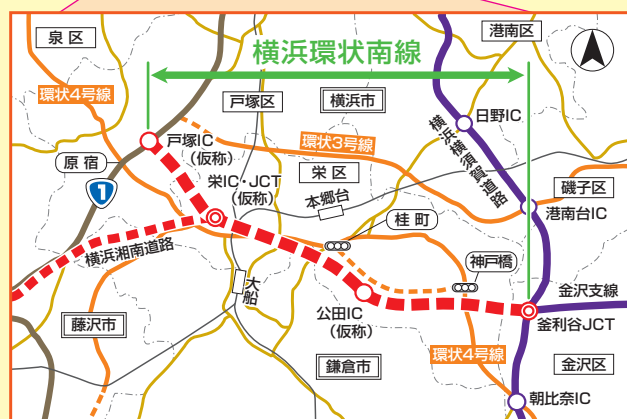 泉区
港南区
横浜環状南線
環状4号線
戸塚区
横浜市
日野IC
戸塚IC
(仮称)
環状3号線
横浜横須賀道路
原宿
栄区
磯子区
1
栄IC・JCT
(仮称)
本郷台
港南台IC
桂町
横浜湘南道路
神戸橋
大船
金沢支線
公田IC
(仮称)
釜利谷JCT
藤沢市
環状4号線
鎌倉市
金沢区
朝比奈IC